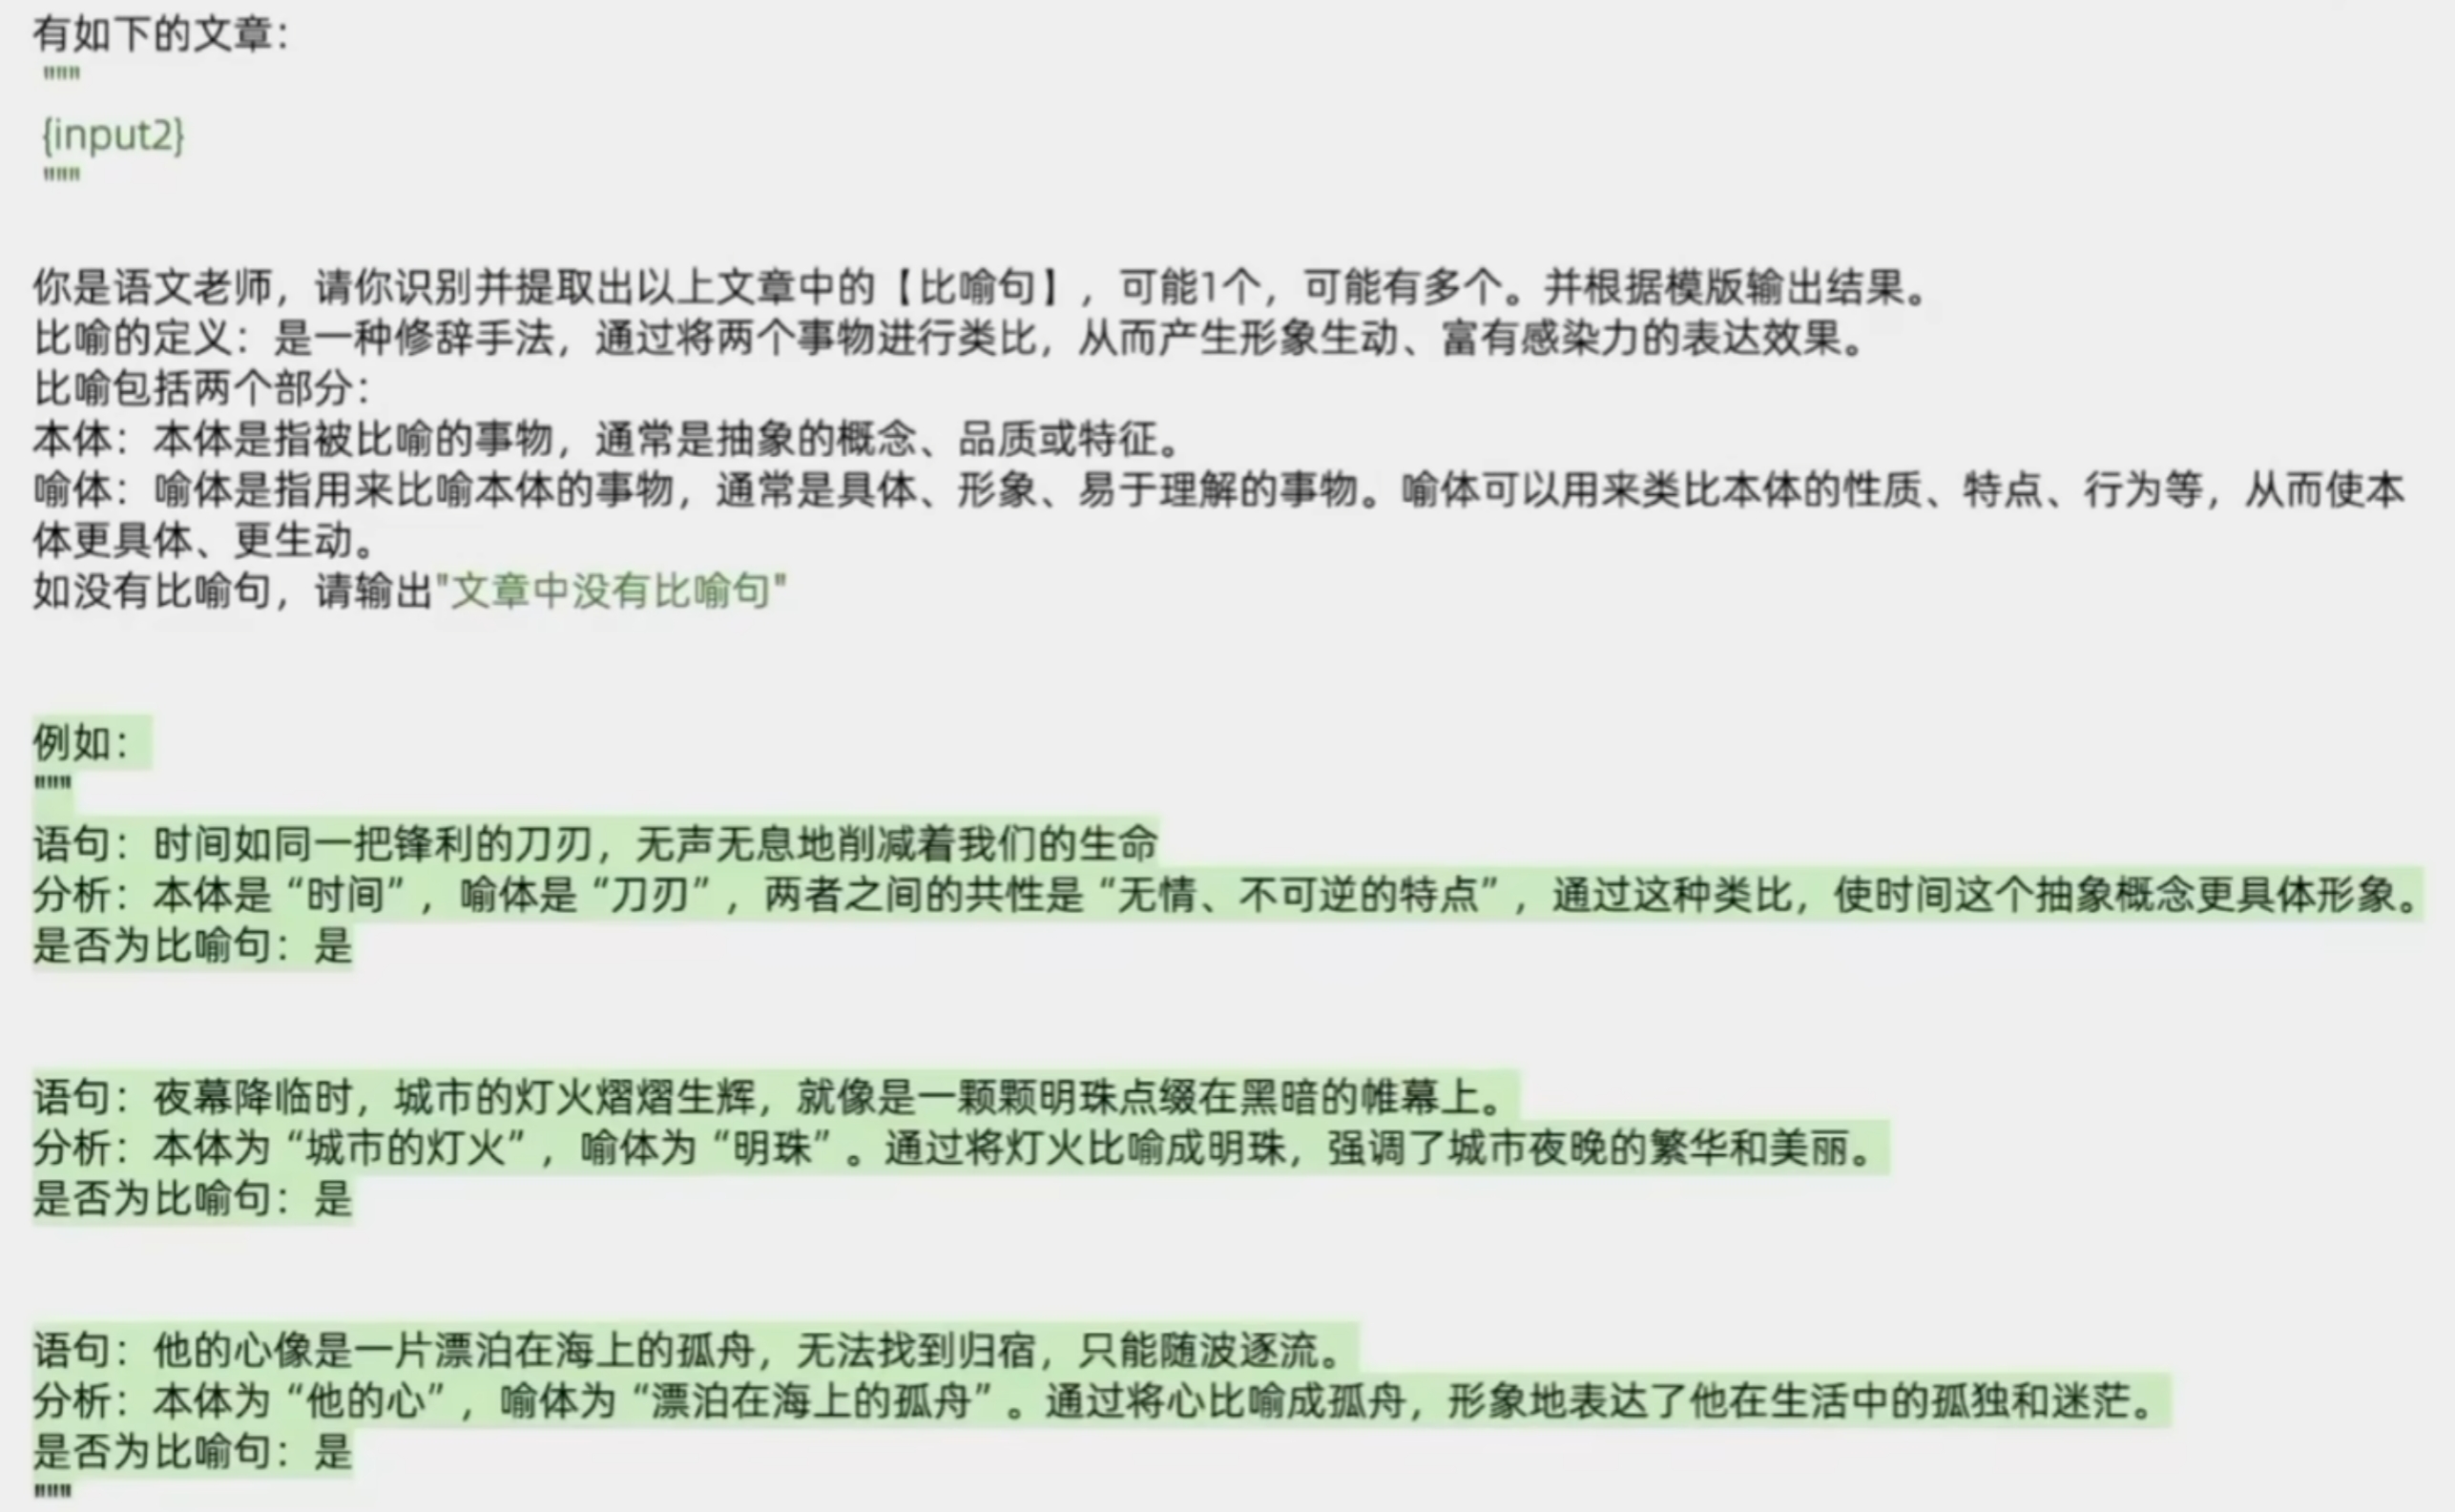 有如下的文章：
"""
{input2}
"""
你是语文老师，请你识别并提取出以上文章中的【比喻句】，可能1个，可能有多个。并根据模版输出结果。
比喻的定义：是一种修辞手法，通过将两个事物进行类比，从而产生形象生动、富有感染力的表达效果。
比喻包括两个部分：
本体：本体是指被比喻的事物，通常是抽象的概念、品质或特征。
喻体：喻体是指用来比喻本体的事物，通常是具体、形象、易于理解的事物。喻体可以用来类比本体的性质、特点、行为等，从而使本
体更具体、更生动。
如没有比喻句，请输出"文章中没有比喻句"
例如：
"""
语句：时间如同一把锋利的刀刃，无声无息地削减着我们的生命
分析：本体是“时间”，喻体是“刀刃”，两者之间的共性是“无情、不可逆的特点”，通过这种类比，使时间这个抽象概念更具体形象。
是否为比喻句：是
语句：夜幕降临时，城市的灯火熠熠生辉，就像是一颗颗明珠点缀在黑暗的帷幕上。
分析：本体为“城市的灯火”，喻体为“明珠”。通过将灯火比喻成明珠，强调了城市夜晚的繁华和美丽。
是否为比喻句：是
语句：他的心像是一片漂泊在海上的孤舟，无法找到归宿，只能随波逐流。
分析：本体为“他的心”，喻体为“漂泊在海上的孤舟”。通过将心比喻成孤舟，形象地表达了他在生活中的孤独和迷茫。
是否为比喻句：是
"""